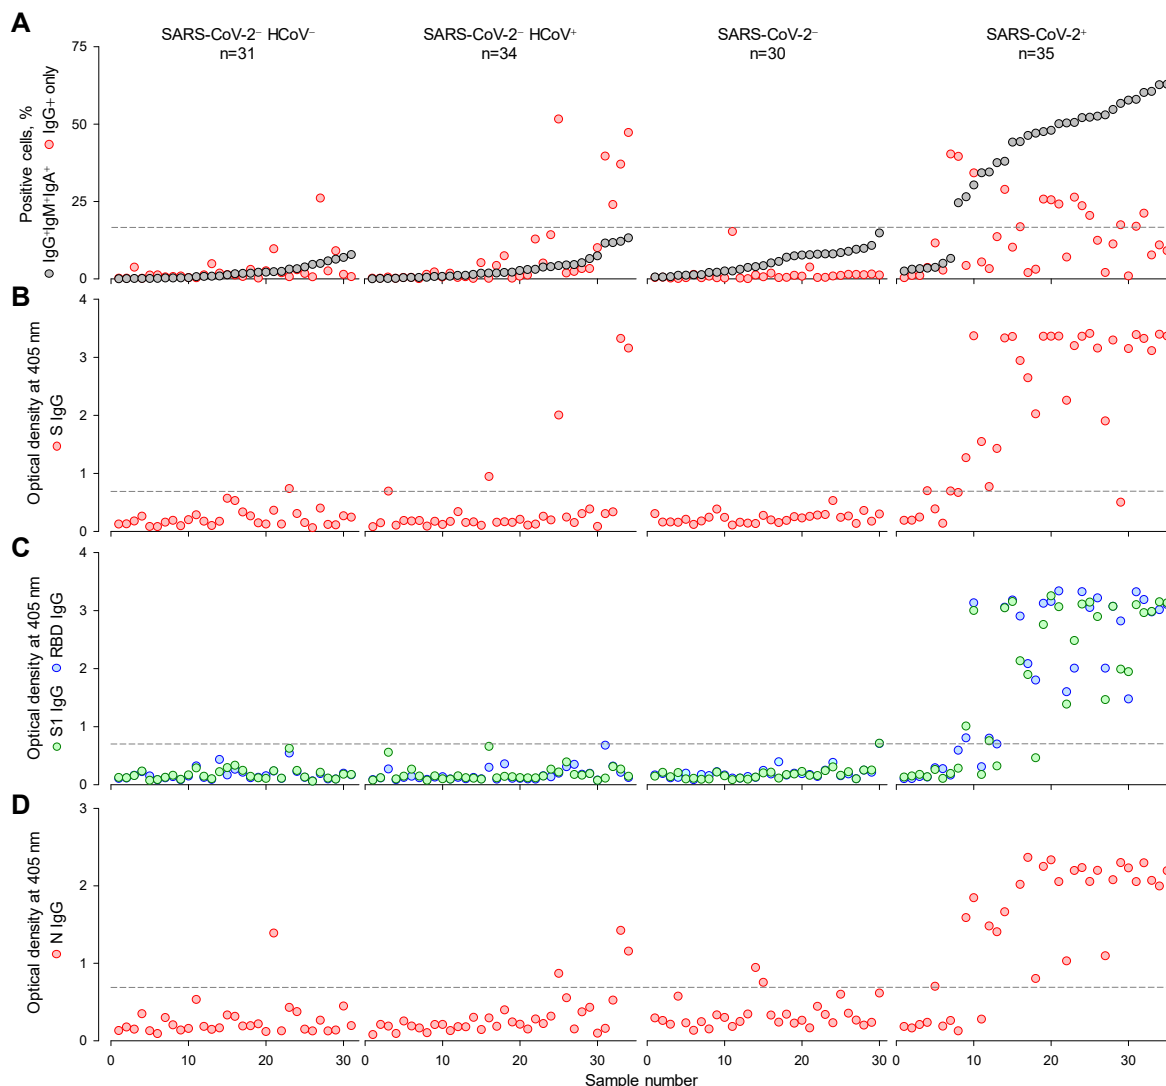 A
SARS-CoV-2⁻ HCoV⁻
n=31
SARS-CoV-2⁻ HCoV⁺
n=34
SARS-CoV-2⁻
n=30
SARS-CoV-2⁺
n=35
Positive cells, %
IgG⁺IgM⁺IgA⁺ IgG+ only
75
50
25
0
B
Optical density at 405 nm
S IgG
4
3
2
1
0
C
Optical density at 405 nm
S1 IgG RBD IgG
4
3
2
1
0
D
Optical density at 405 nm
N IgG
3
2
1
0
0 10 20 30 0 10 20 30 0 10 20 30 0 10 20 30
Sample number